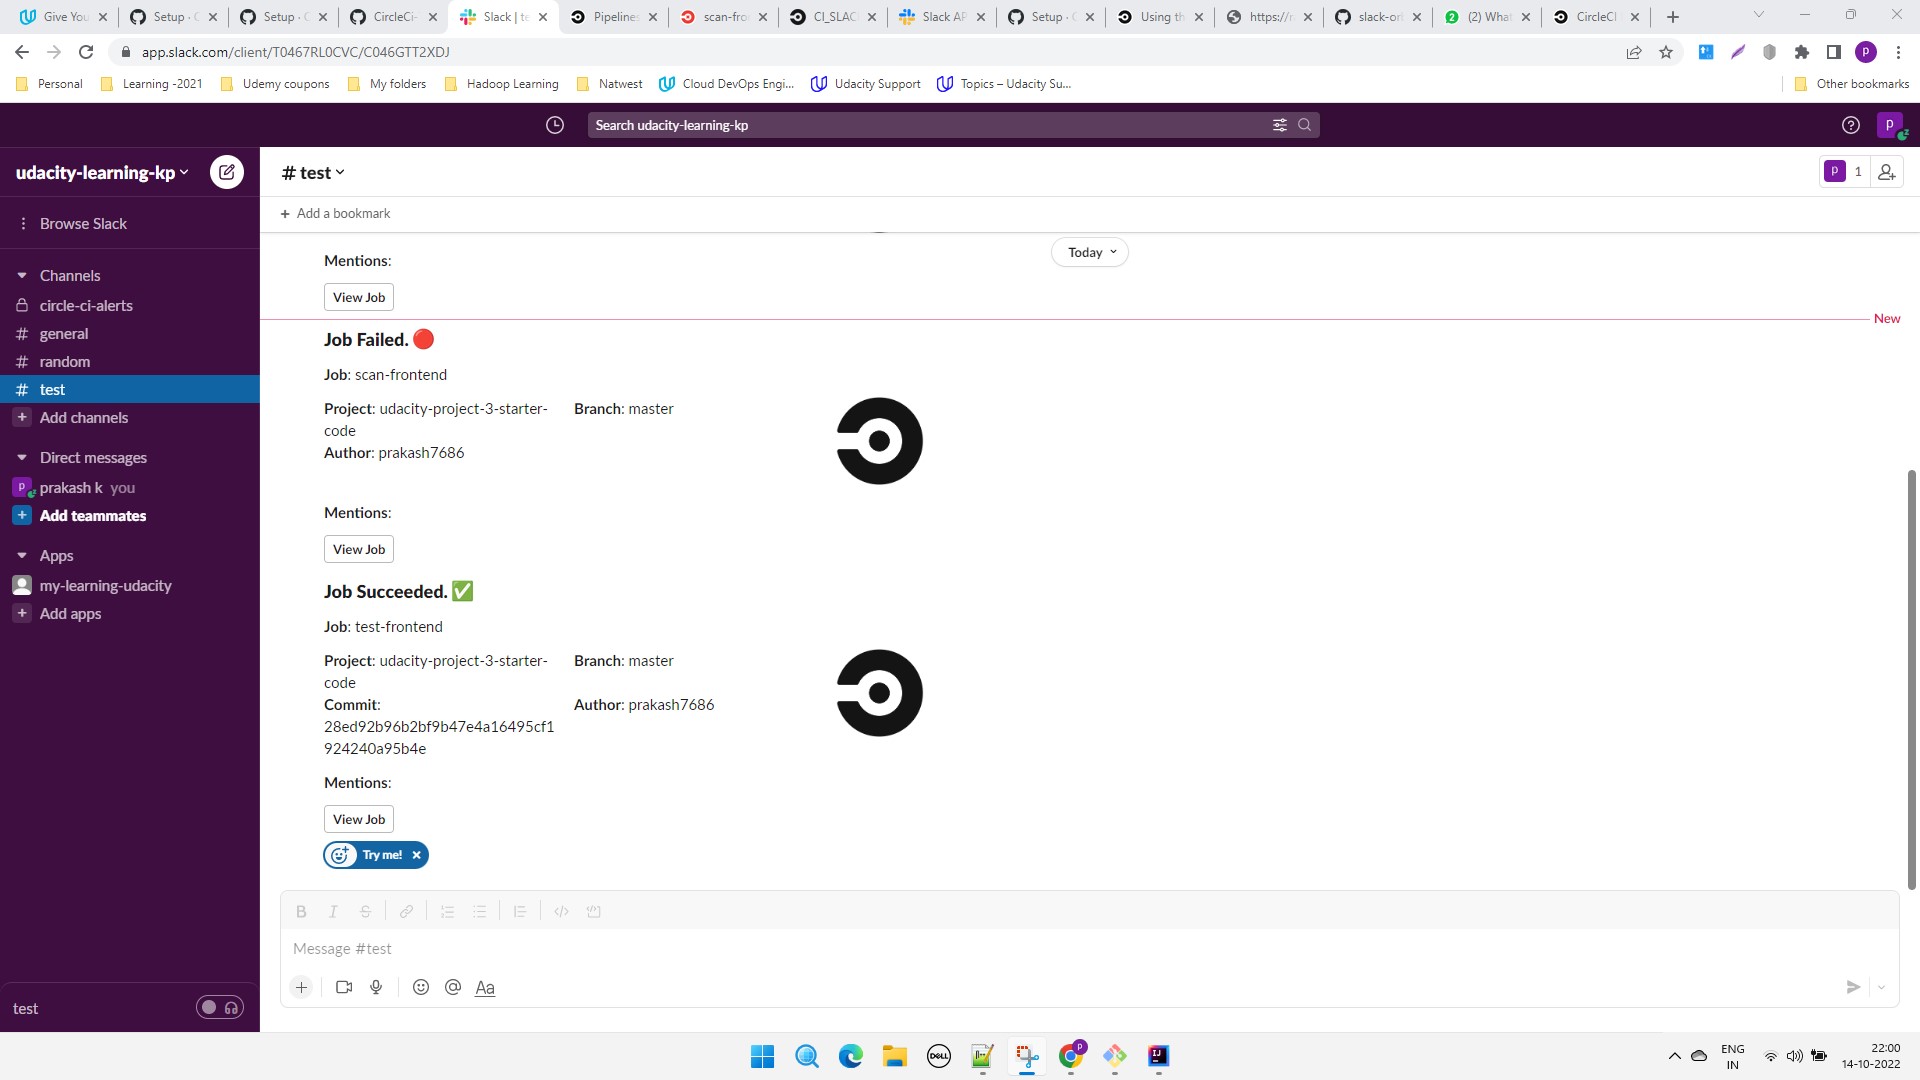 Give You
Setup · C
Setup · C
CircleCi-
Slack | te
Pipelines
scan-fro
CI_SLAC
Slack AP
Setup · C
Using th
https://r
slack-or
2
(2) What
CircleCI
app.slack.com/client/T0467RL0CVC/C046GTT2XDJ
P
Personal
Learning -2021
Udemy coupons
My folders
Hadoop Learning
Natwest
Cloud DevOps Engi...
Udacity Support
Topics – Udacity Su...
Other bookmarks
Search udacity-learning-kp
P
udacity-learning-kp
# test
P 1
Browse Slack
+ Add a bookmark
Channels
circle-ci-alerts
# general
# random
# test
+ Add channels
Direct messages
P prakash k you
+ Add teammates
Apps
my-learning-udacity
+ Add apps
test
Today
Mentions:
View Job
New
Job Failed.
Job: scan-frontend
Project: udacity-project-3-starter-
code
Branch: master
Author: prakash7686
Mentions:
View Job
Job Succeeded.
Job: test-frontend
Project: udacity-project-3-starter-
code
Branch: master
Commit:
28ed92b96b2bf9b47e4a16495cf1
924240a95b4e
Author: prakash7686
Mentions:
View Job
Try me!
B I S
Message #test
+ @ Aa
DELL
P
IJ
ENG
IN
22:00
14-10-2022